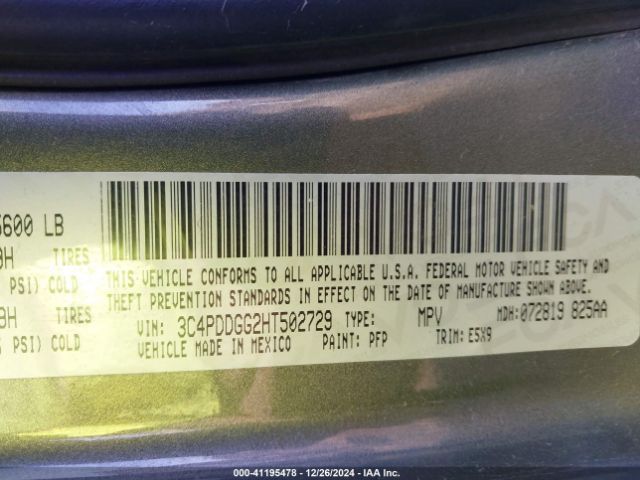 5600 LB
THIS VEHICLE CONFORMS TO ALL APPLICABLE U.S.A. FEDERAL MOTOR VEHICLE SAFETY AND
THEFT PREVENTION STANDARDS IN EFFECT ON THE DATE OF MANUFACTURE SHOWN ABOVE.
TIRES
PSI) COLD
TIRES
PSI) COLD
VIN: 3C4PDDGG2HT502729 TYPE: MPV MDH: 072819 825AA
VEHICLE MADE IN MEXICO PAINT: PFP TRIM: E5X9
000-41195478 | 12/26/2024 | IAA Inc.